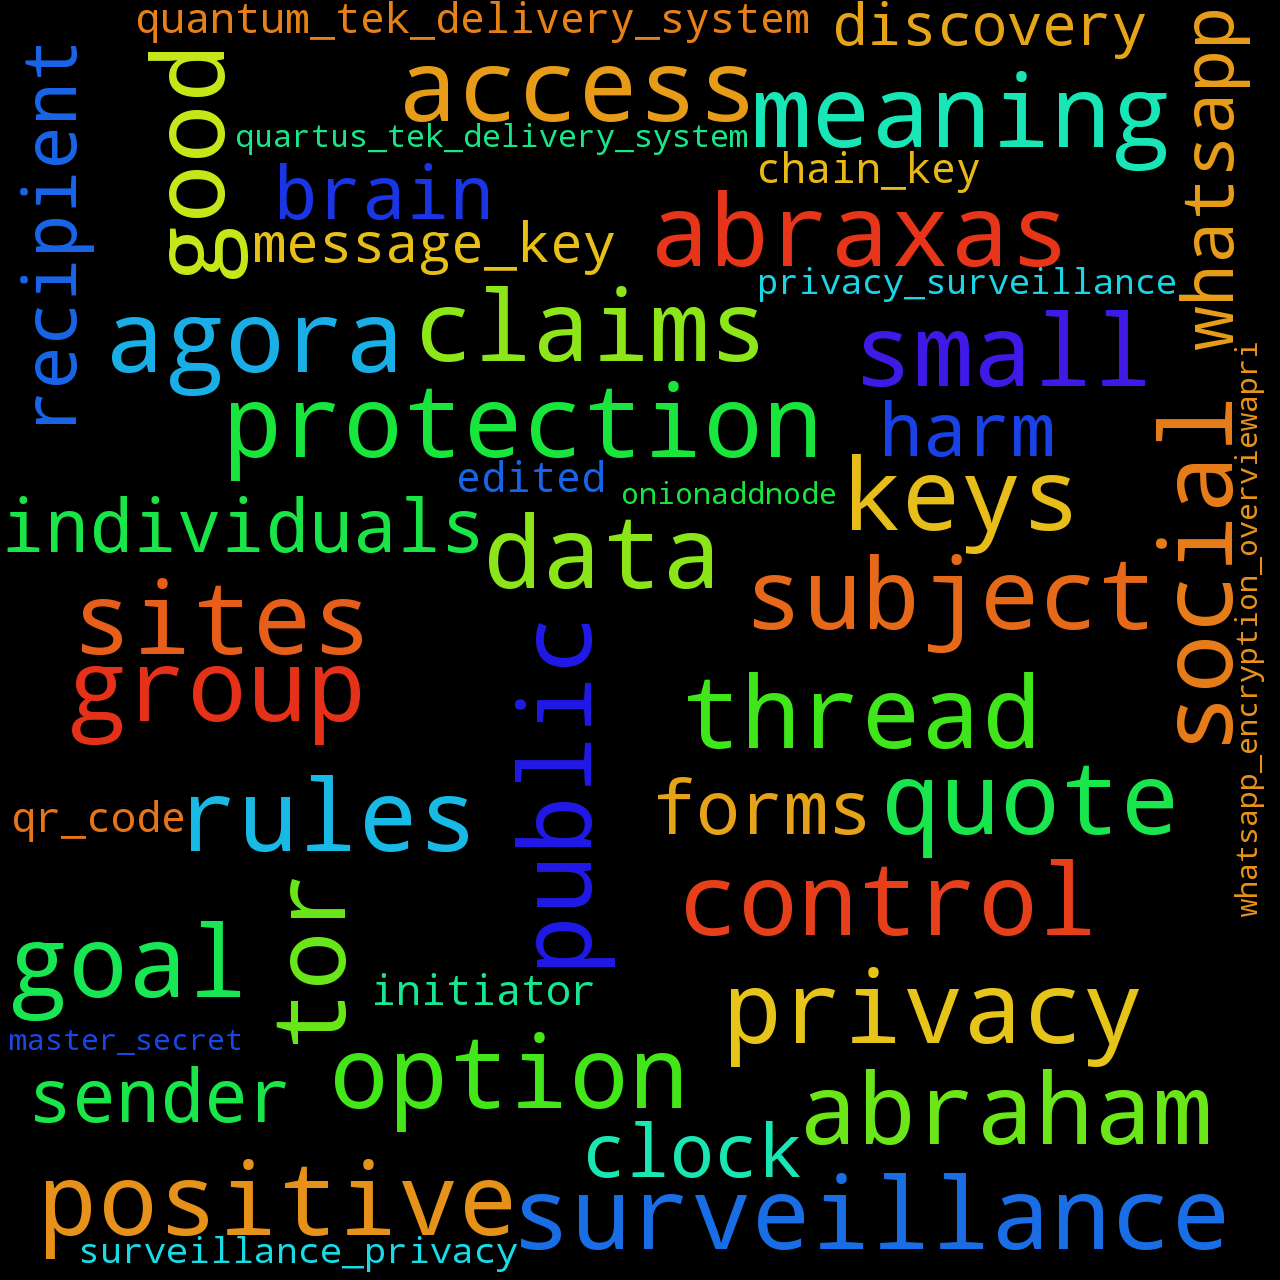 quantum_tek_delivery_system
discovery
recipient
good
access
meaning
whatsapp
quartus_tek_delivery_system
chain_key
brain
abraxas
message_key
privacy_surveillance
agora
claims
small
protection
harm
whatsapp_encryption_overviewapri
edited
onionaddnode
keys
social
individuals
data
subject
sites
group
public
thread
qr_code
rules
forms
quote
control
goal
tor
initiator
privacy
master_secret
option
sender
abraham
clock
positive
surveillance
surveillance_privacy